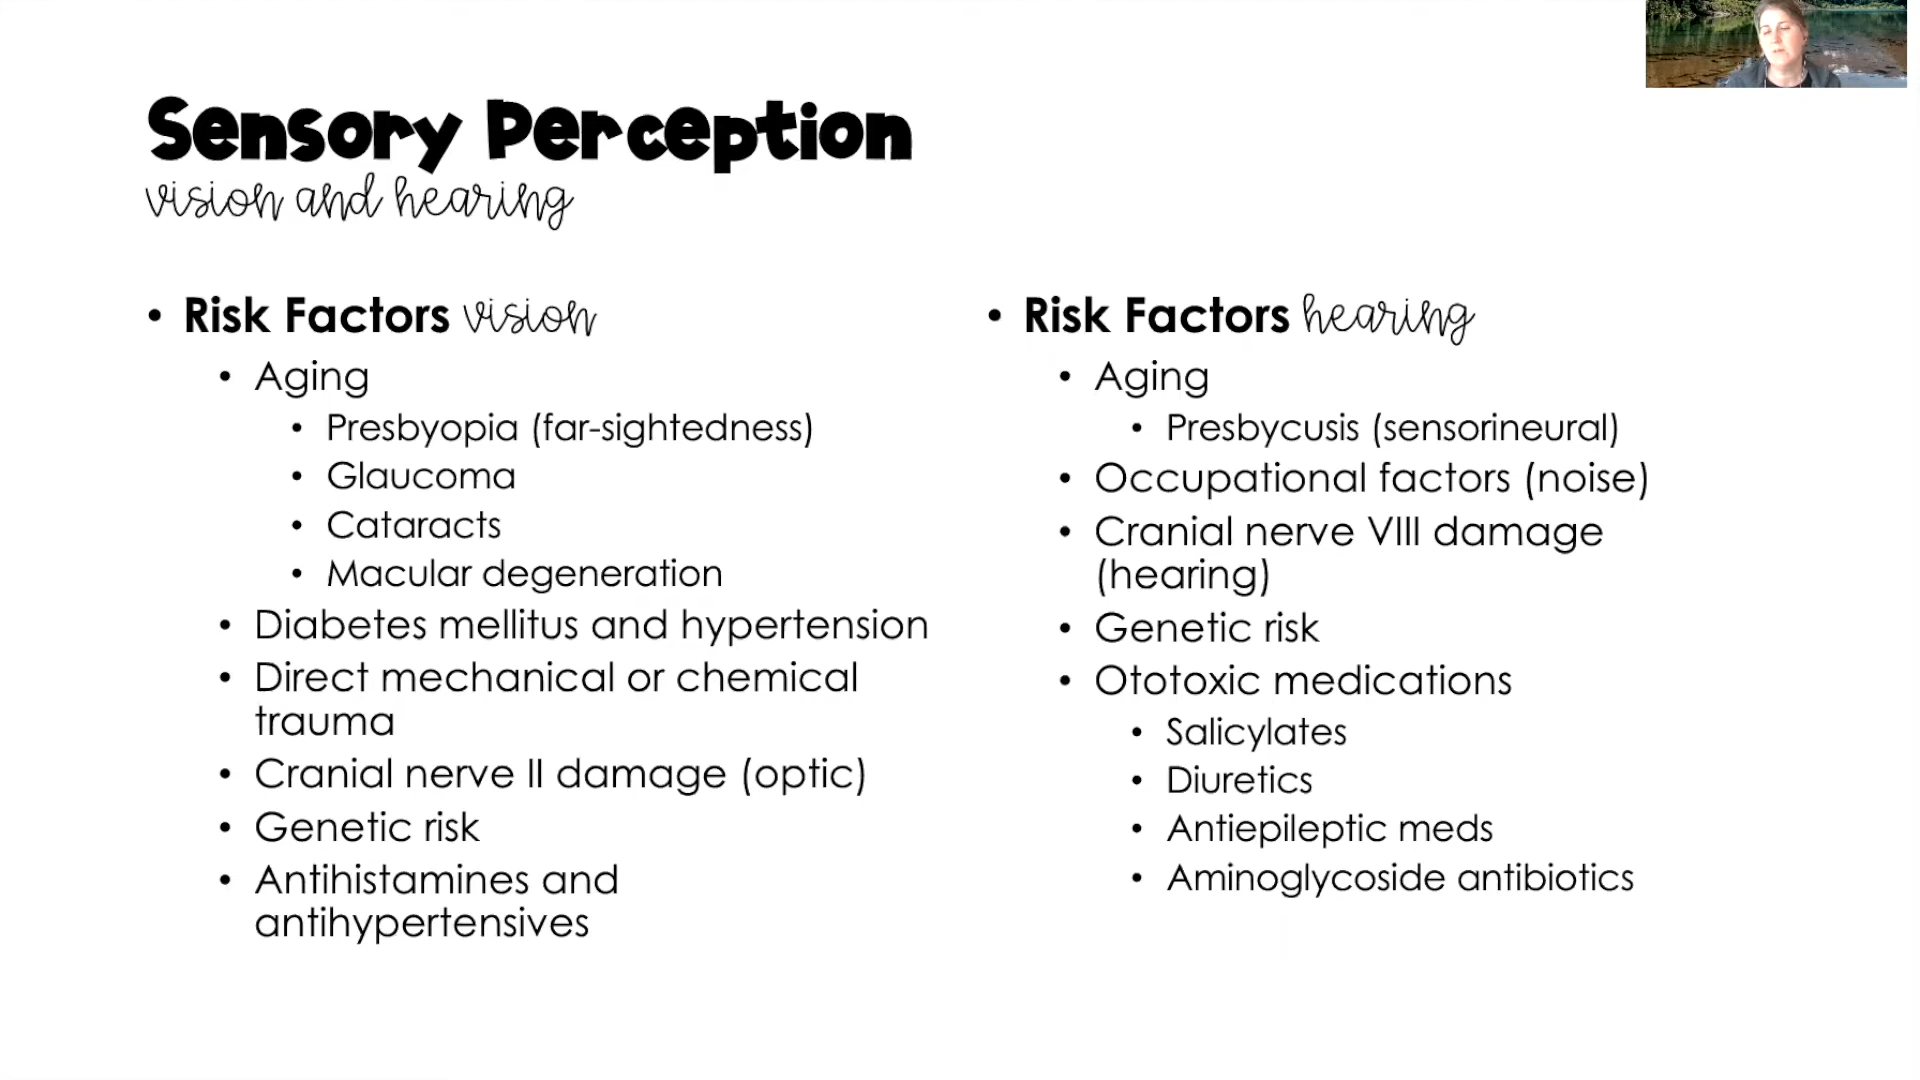 Sensory Perception
vision and hearing
• Risk Factors vision
• Aging
• Presbyopia (far-sightedness)
• Glaucoma
• Cataracts
• Macular degeneration
• Diabetes mellitus and hypertension
• Direct mechanical or chemical
trauma
• Cranial nerve II damage (optic)
• Genetic risk
• Antihistamines and
antihypertensives
• Risk Factors hearing
• Aging
• Presbycusis (sensorineural)
• Occupational factors (noise)
• Cranial nerve VIII damage
(hearing)
• Genetic risk
• Ototoxic medications
• Salicylates
• Diuretics
• Antiepileptic meds
• Aminoglycoside antibiotics